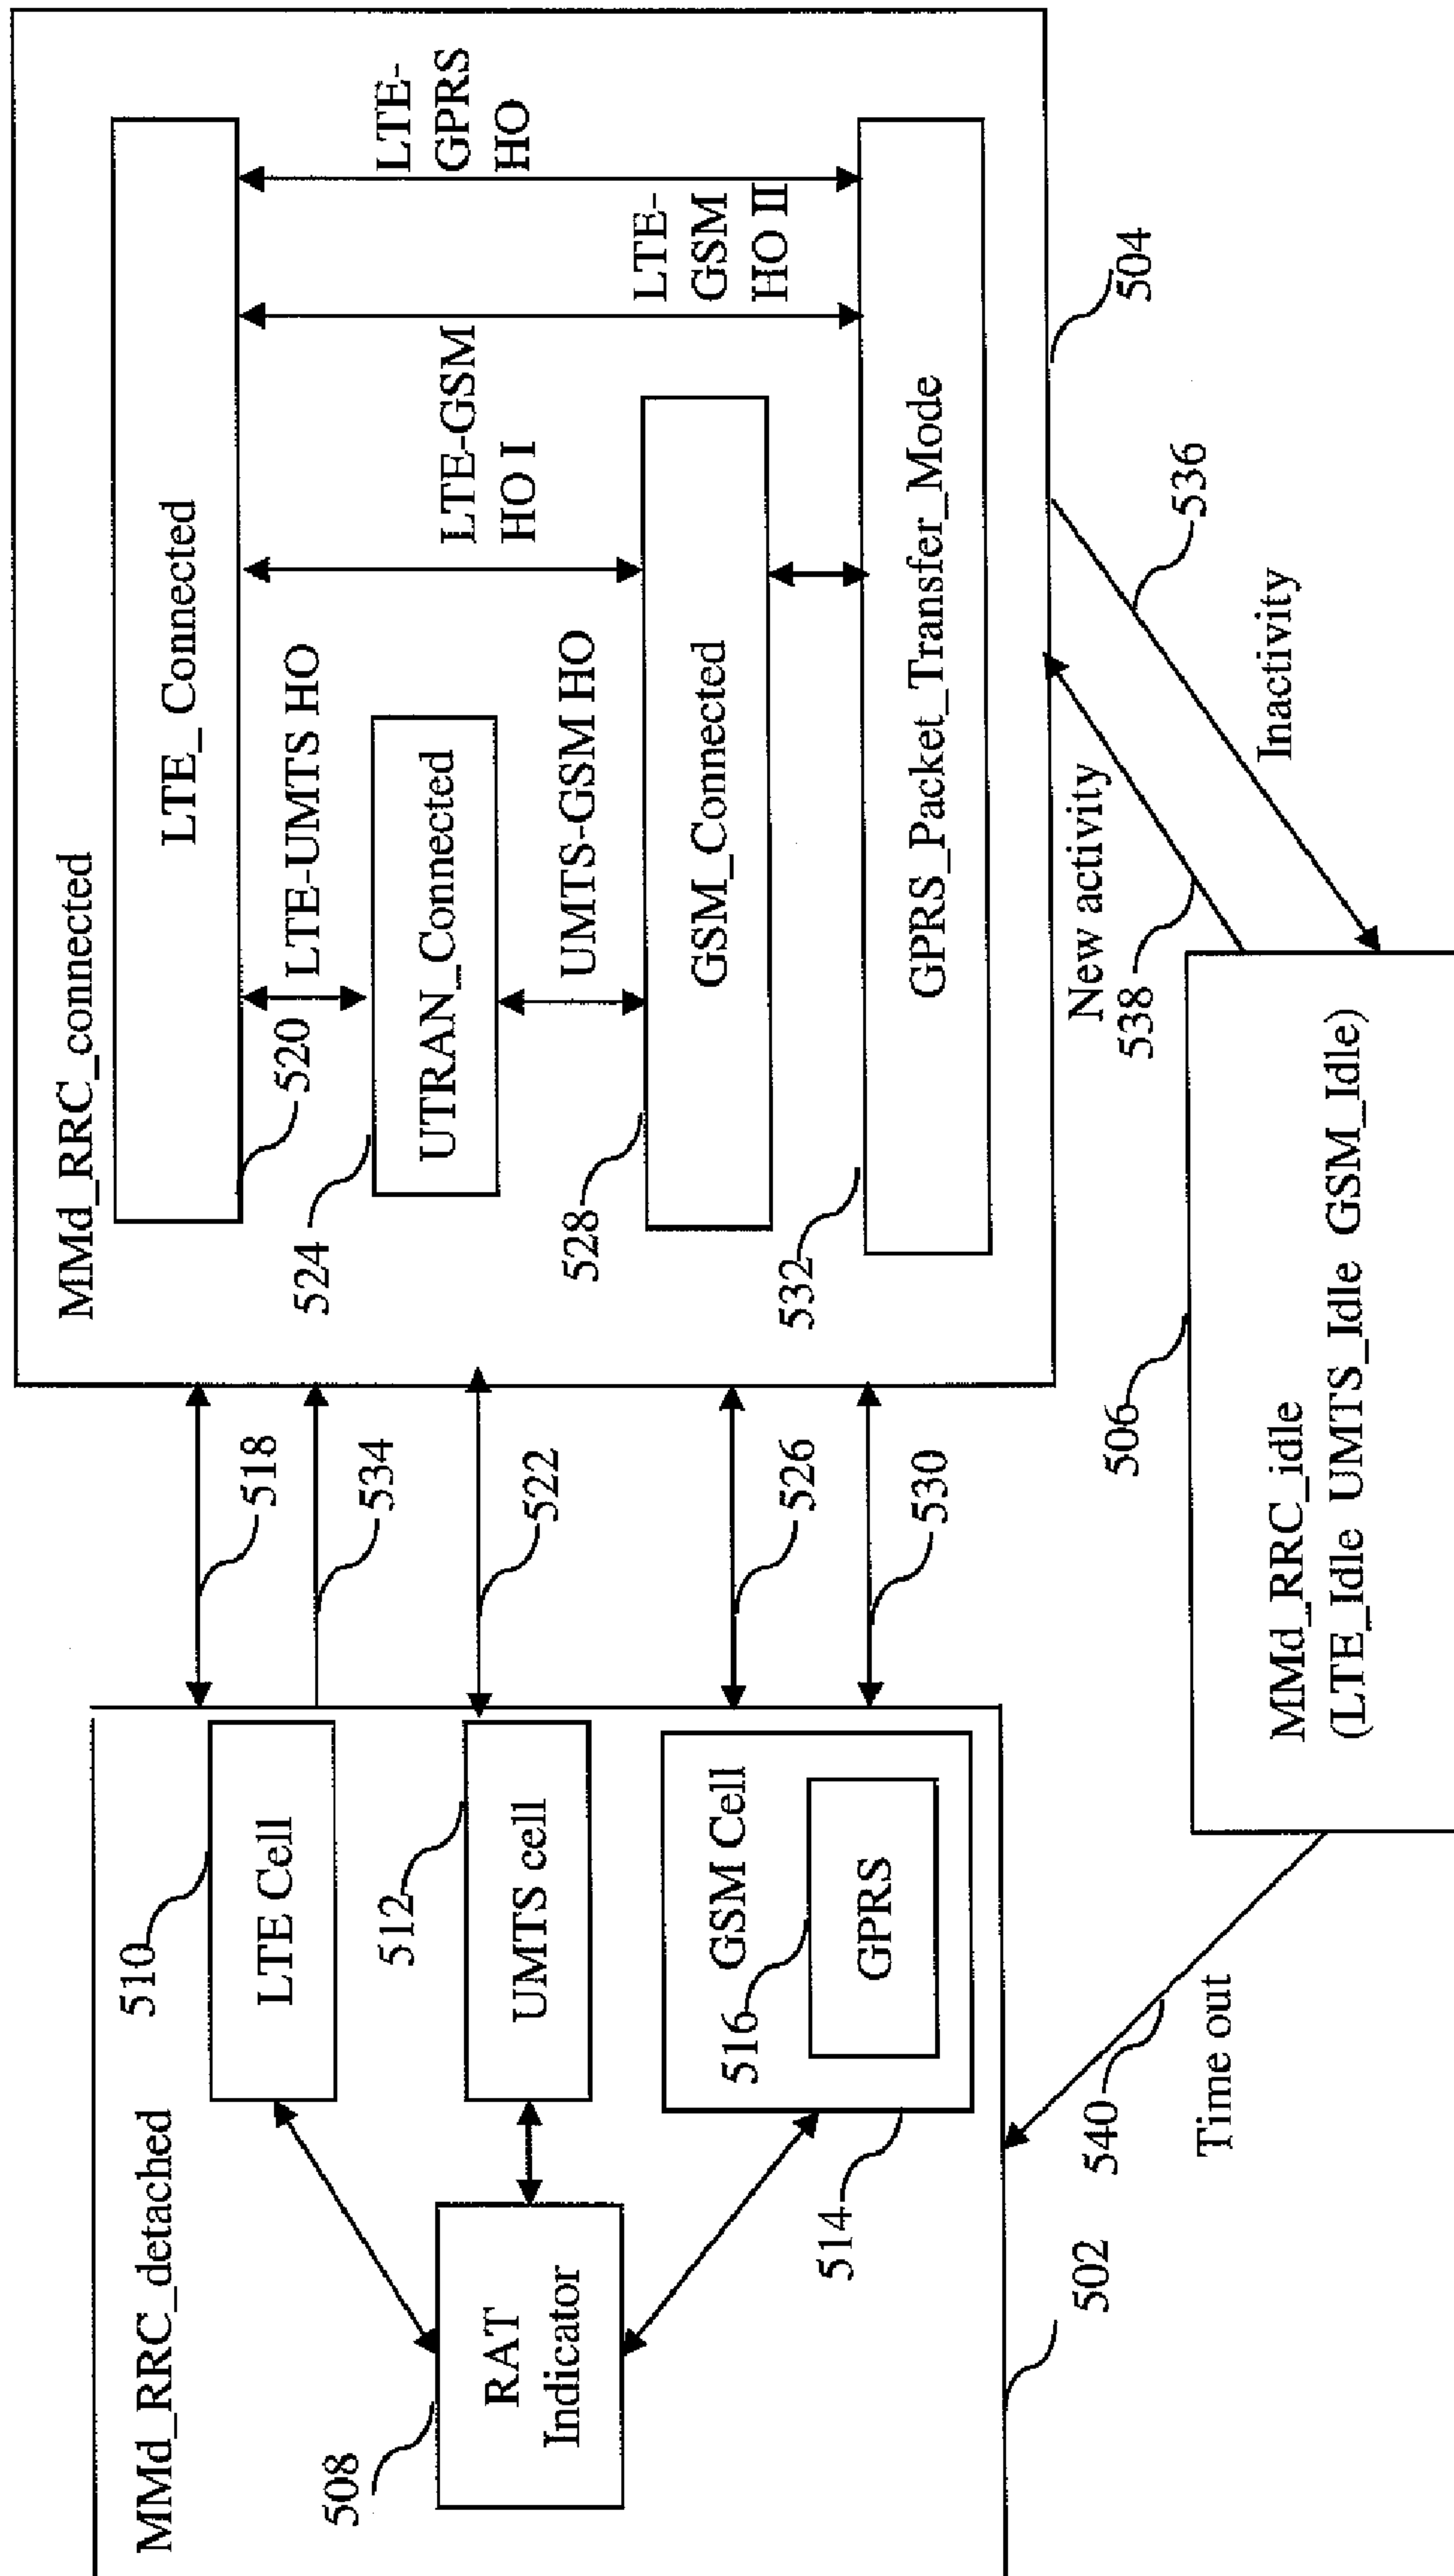 MMd_RRC_detached
508
RAT
Indicator
510
LTE Cell
512
UMTS cell
GSM Cell
516
GPRS
514
502
518
534
522
526
530
MMd_RRC_connected
LTE_ Connected
520
LTE-UMTS HO
524
UTRAN_Connected
UMTS-GSM HO
528
GSM_Connected
LTE-GSM
HO I
LTE-
GSM
HO II
LTE-
GPRS
HO
532
GPRS_Packet_Transfer_Mode
504
536
Inactivity
New activity
538
506
MMd_RRC_idle
(LTE_Idle UMTS_Idle GSM_Idle)
540
Time out